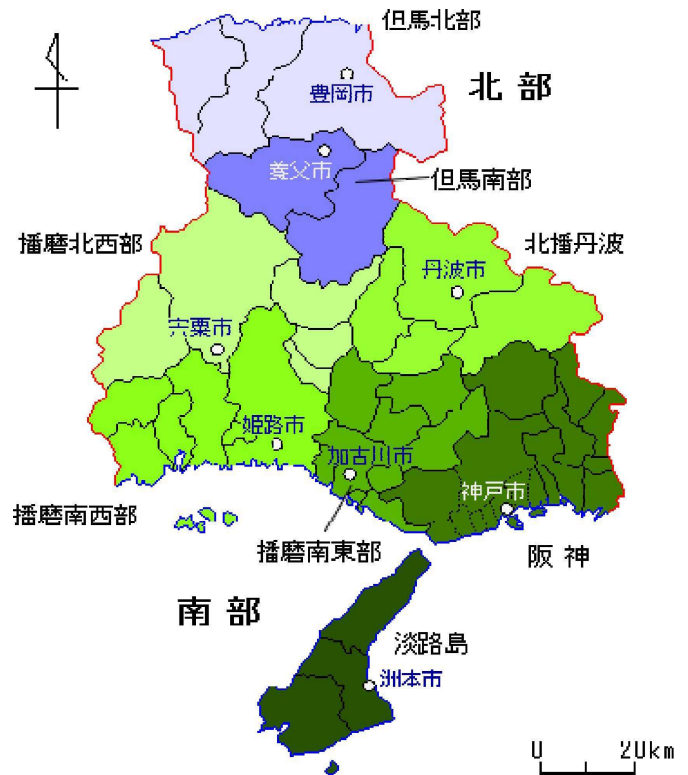 但馬北部
豊岡市
北部
養父市
但馬南部
播磨北西部
北播丹波
丹波市
宍粟市
姫路市
加古川市
神戸市
播磨南西部
播磨南東部
阪神
南部
淡路島
洲本市
0 20km